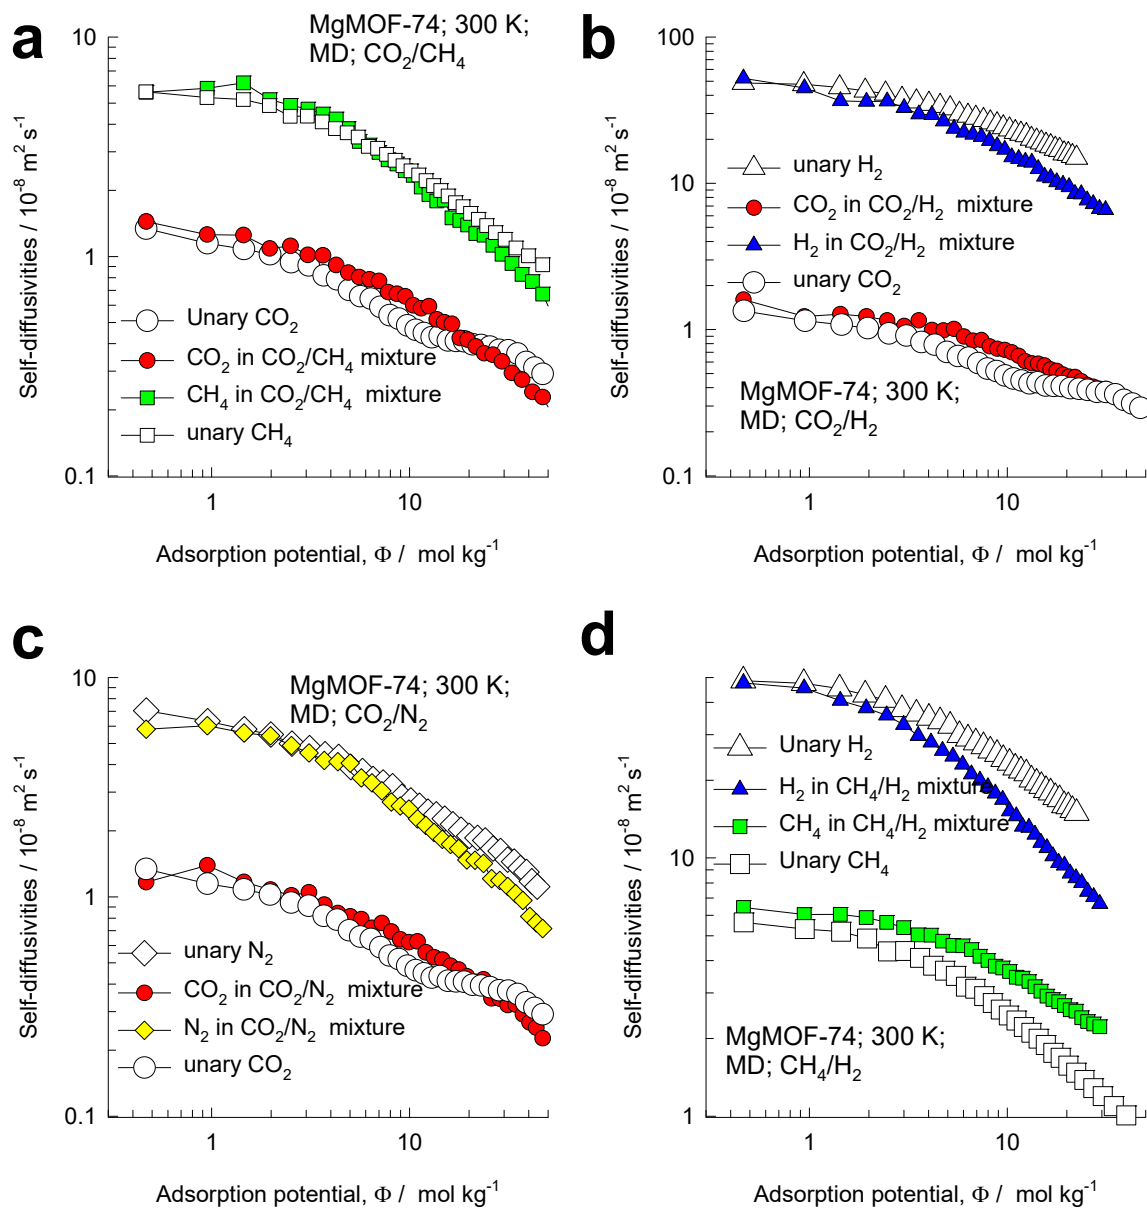 a
MgMOF-74; 300 K;
MD; CO₂/CH₄
10
1
0.1
Self-diffusivities / 10⁻⁸ m² s⁻¹
Unary CO₂
CO₂ in CO₂/CH₄ mixture
CH₄ in CO₂/CH₄ mixture
unary CH₄
1
10
Adsorption potential, Φ / mol kg⁻¹
b
100
10
1
0.1
Self-diffusivities / 10⁻⁸ m² s⁻¹
unary H₂
CO₂ in CO₂/H₂ mixture
H₂ in CO₂/H₂ mixture
unary CO₂
MgMOF-74; 300 K;
MD; CO₂/H₂
1
10
Adsorption potential, Φ / mol kg⁻¹
c
MgMOF-74; 300 K;
MD; CO₂/N₂
10
1
0.1
Self-diffusivities / 10⁻⁸ m² s⁻¹
unary N₂
CO₂ in CO₂/N₂ mixture
N₂ in CO₂/N₂ mixture
unary CO₂
1
10
Adsorption potential, Φ / mol kg⁻¹
d
10
1
Self-diffusivities / 10⁻⁸ m² s⁻¹
Unary H₂
H₂ in CH₄/H₂ mixture
CH₄ in CH₄/H₂ mixture
Unary CH₄
MgMOF-74; 300 K;
MD; CH₄/H₂
1
10
Adsorption potential, Φ / mol kg⁻¹